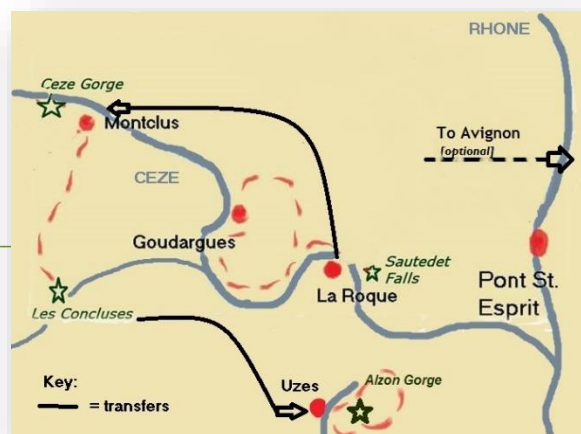 RHONE
Ceze Gorge
Montclus
To Avignon
[optional]
CEZE
Goudargues
Sautedet
Falls
La Roque
Pont St.
Esprit
Les Concluses
Key:
= transfers
Uzes
Alzon Gorge